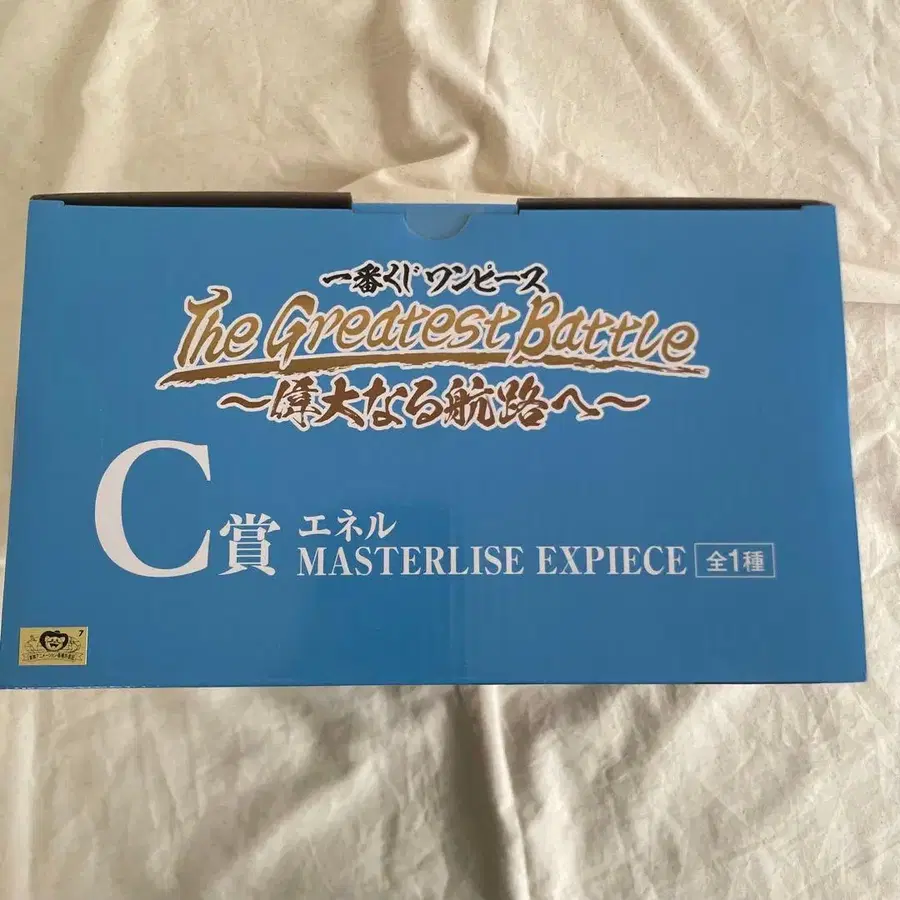 一番くじ ワンピース
The Greatest Battle
～偉大なる航路へ～
C賞 エネル
MASTERLISE EXPIECE 全1種
7